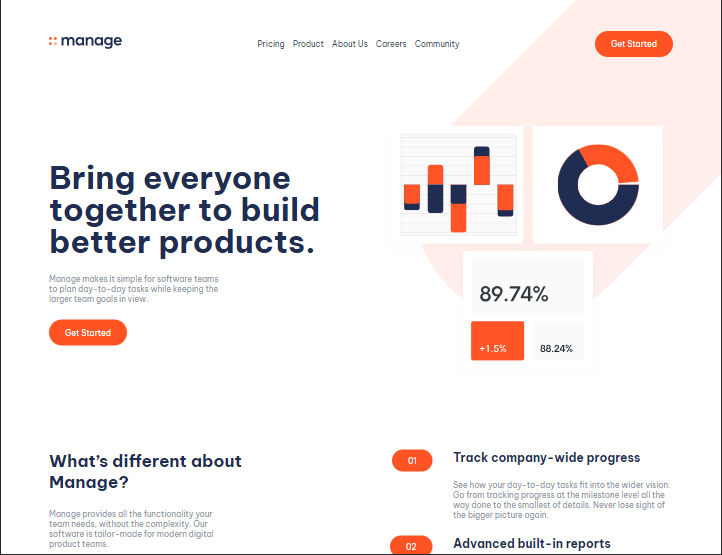 manage
Pricing Product About Us Careers Community
Get Started
Bring everyone
together to build
better products.
Manage makes it simple for software teams
to plan day-to-day tasks while keeping the
larger team goals in view.
Get Started
89.74%
+1.5%
88.24%
What's different about
Manage?
Manage provides all the functionality your
team needs, without the complexity. Our
software is tailor-made for modern digital
product teams.
01
Track company-wide progress
See how your day-to-day tasks fit into the wider vision.
Go from tracking progress at the milestone level all the
way done to the smallest of details. Never lose sight of
the bigger picture again.
02
Advanced built-in reports